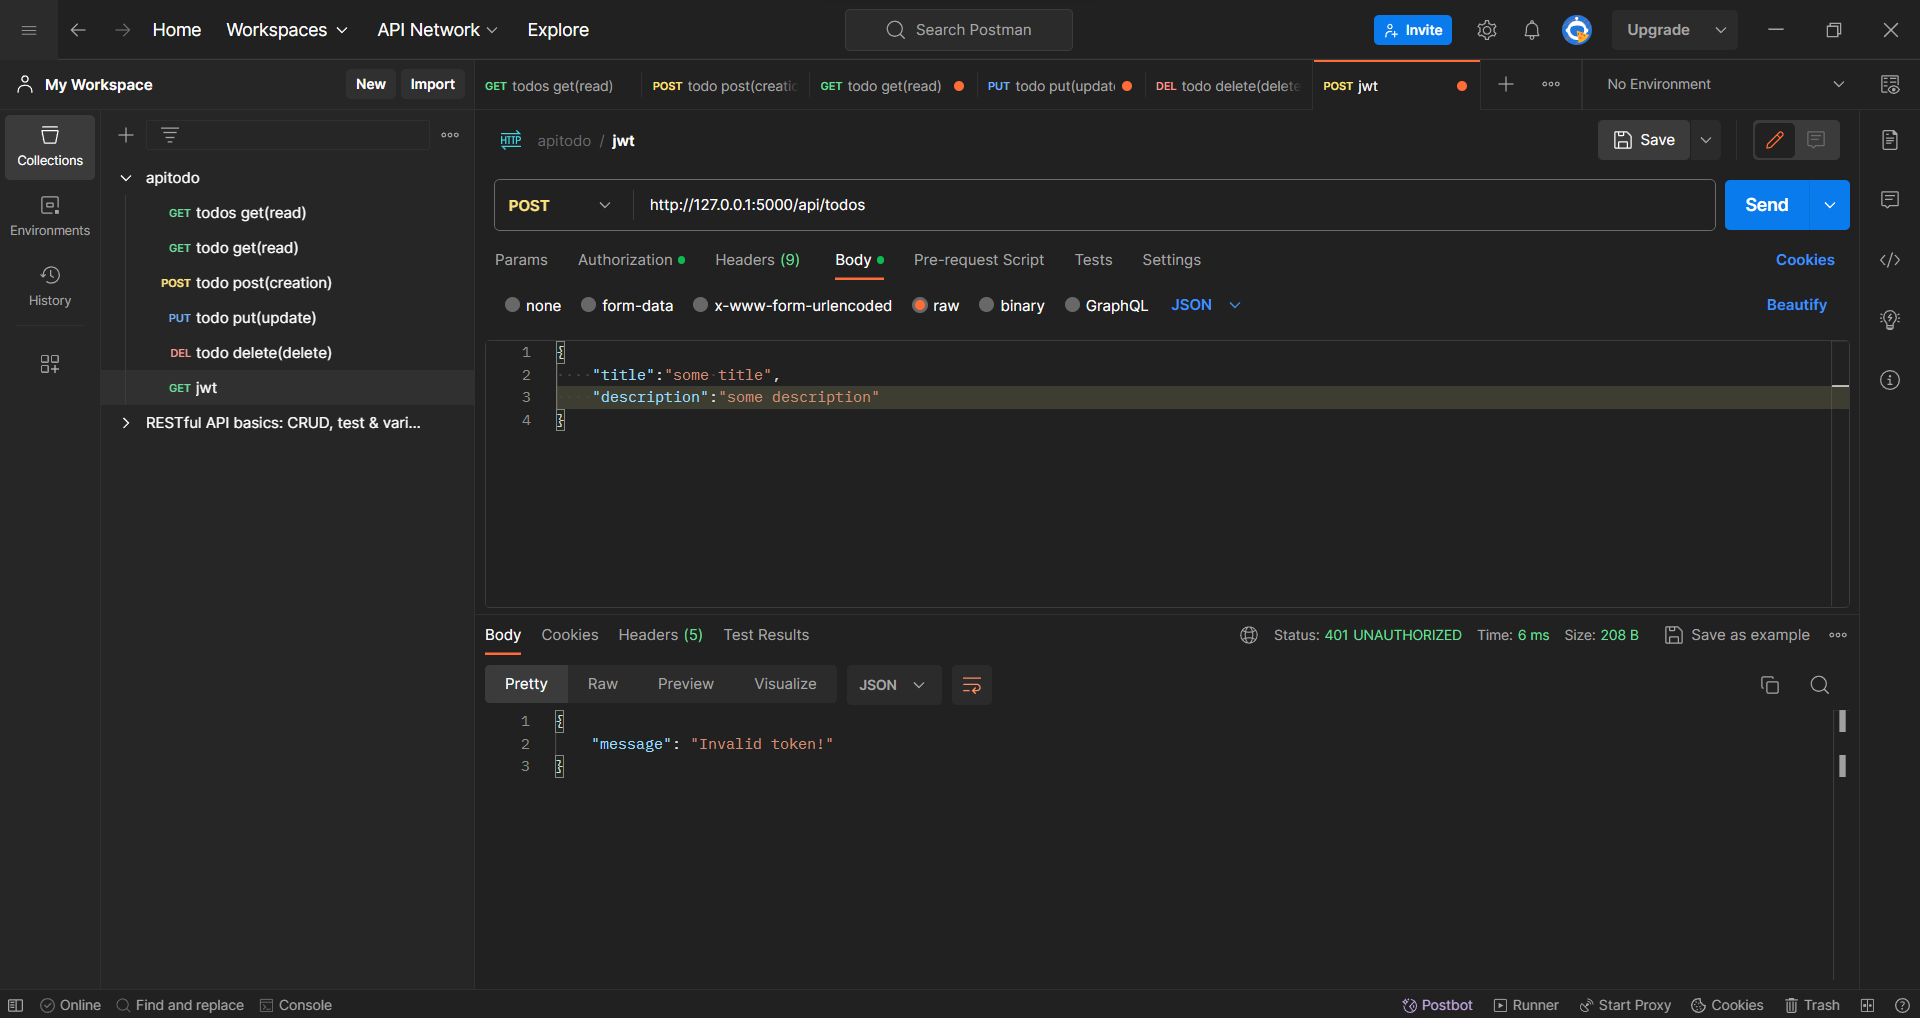 Home Workspaces API Network Explore Search Postman Invite Upgrade
My Workspace New Import
GET todos get(read) POST todo post(creatic GET todo get(read) PUT todo put(updat DEL todo delete(delete POST jwt No Environment
Collections
Environments
History
apitodo
GET todos get(read)
GET todo get(read)
POST todo post(creation)
PUT todo put(update)
DEL todo delete(delete)
GET jwt
RESTful API basics: CRUD, test & vari...
HTTP apitodo / jwt Save
POST http://127.0.0.1:5000/api/todos Send
Params Authorization Headers (9) Body Pre-request Script Tests Settings Cookies
none form-data x-www-form-urlencoded raw binary GraphQL JSON Beautify
1 {
2 "title":"some title",
3 "description":"some description"
4 }
Body Cookies Headers (5) Test Results Status: 401 UNAUTHORIZED Time: 6 ms Size: 208 B Save as example
Pretty Raw Preview Visualize JSON
1 {
2 "message": "Invalid token!"
3 }
Online Find and replace Console Postbot Runner Start Proxy Cookies Trash